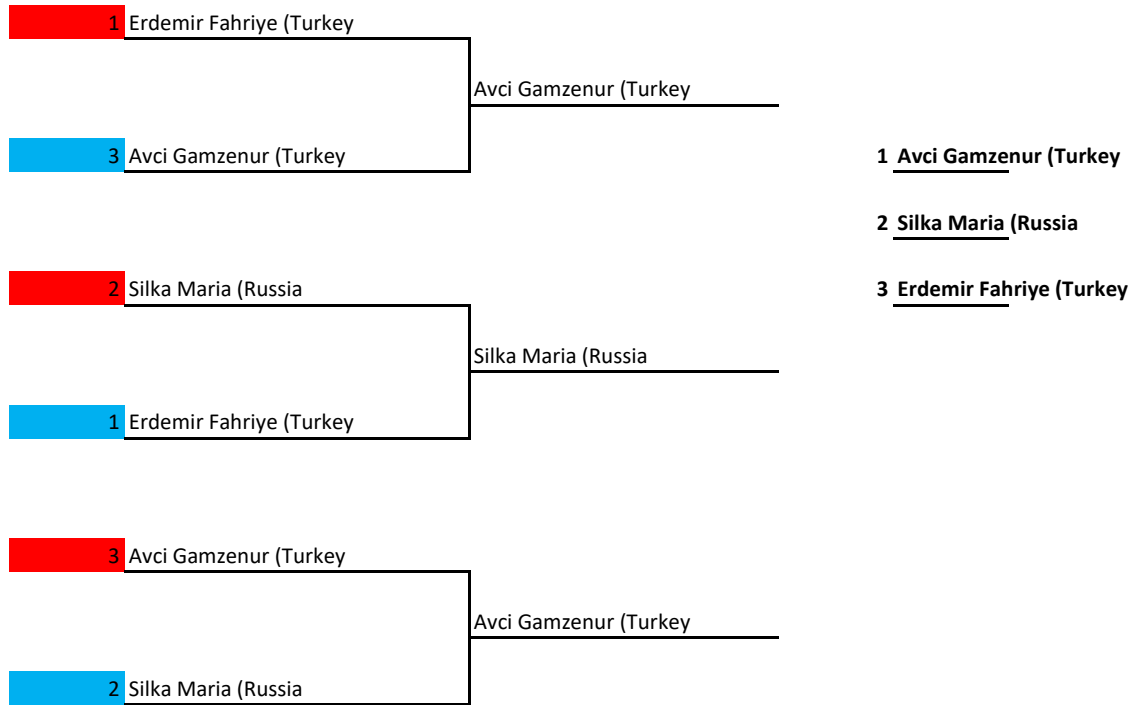 1 Erdemir Fahriye (Turkey
Avci Gamzenur (Turkey
3 Avci Gamzenur (Turkey
1 Avci Gamzenur (Turkey
2 Silka Maria (Russia
2 Silka Maria (Russia
3 Erdemir Fahriye (Turkey
Silka Maria (Russia
1 Erdemir Fahriye (Turkey
3 Avci Gamzenur (Turkey
Avci Gamzenur (Turkey
2 Silka Maria (Russia